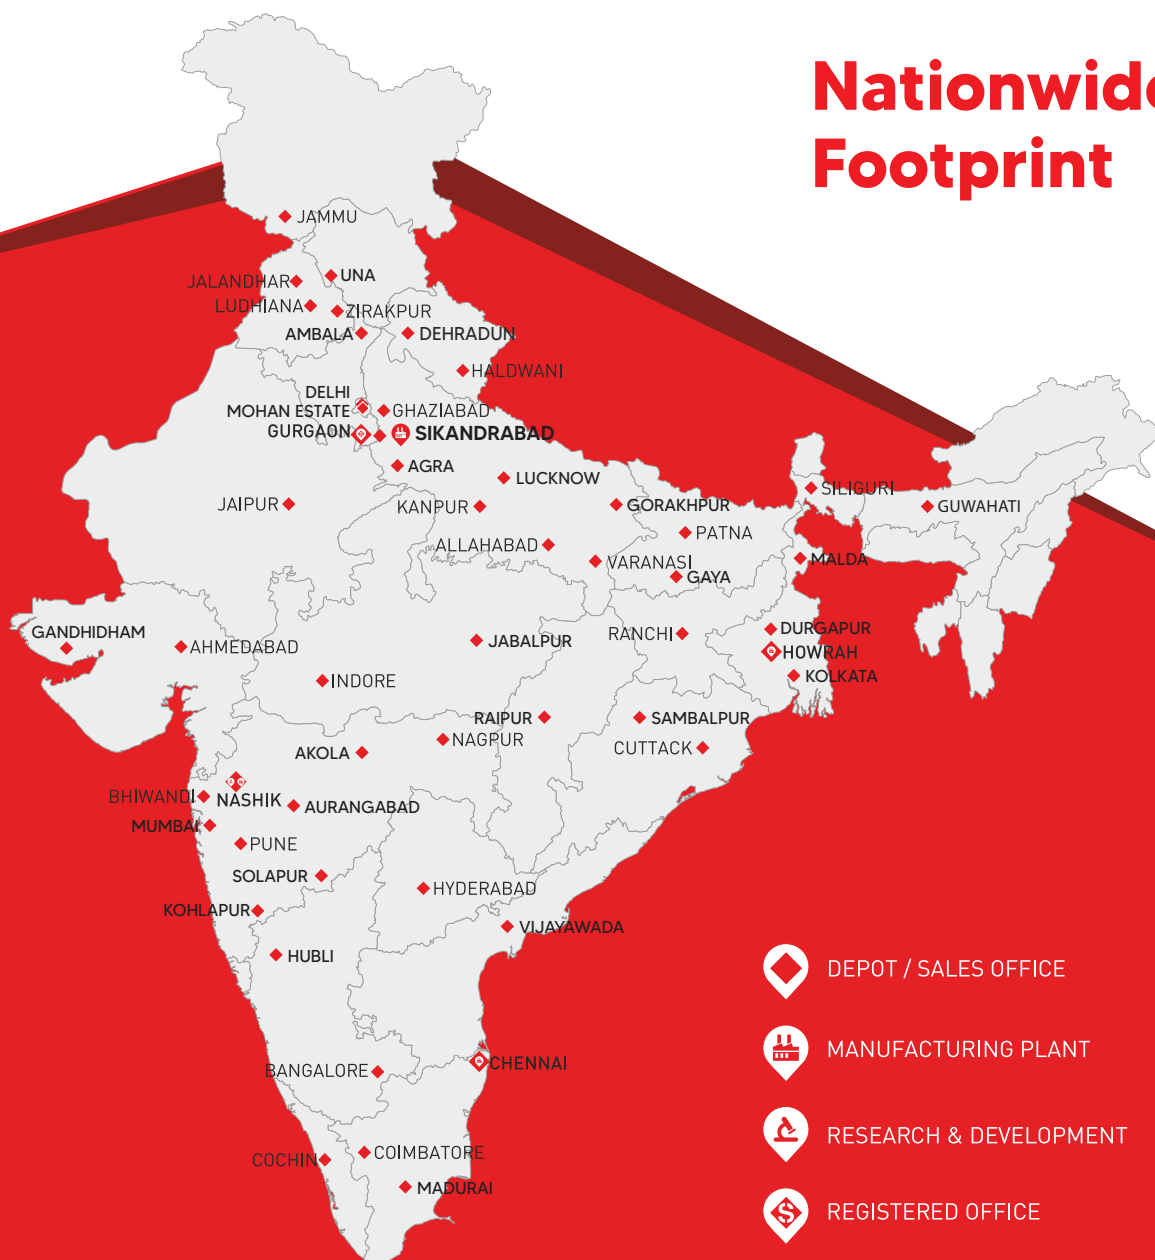 Nationwide
Footprint
JAMMU
UNA
JALANDHAR
LUDHIANA
ZIRAKPUR
AMBALA
DEHRADUN
HALDWANI
DELHI
MOHAN ESTATE
GHAZIABAD
GURGAON
SIKANDRABAD
AGRA
LUCKNOW
JAIPUR
KANPUR
GORAKHPUR
SILIGURI
GUWAHATI
PATNA
ALLAHABAD
VARANASI
MALDA
GAYA
GANDHIDHAM
AHMEDABAD
JABALPUR
RANCHI
DURGAPUR
HOWRAH
KOLKATA
INDORE
RAIPUR
SAMBALPUR
NAGPUR
CUTTACK
AKOLA
BHIWANDI
NASHIK
AURANGABAD
MUMBAI
PUNE
SOLAPUR
HYDERABAD
KOHLAPUR
VIJAYAWADA
HUBLI
CHENNAI
BANGALORE
COIMBATORE
COCHIN
MADURAI
DEPOT / SALES OFFICE
MANUFACTURING PLANT
RESEARCH & DEVELOPMENT
REGISTERED OFFICE